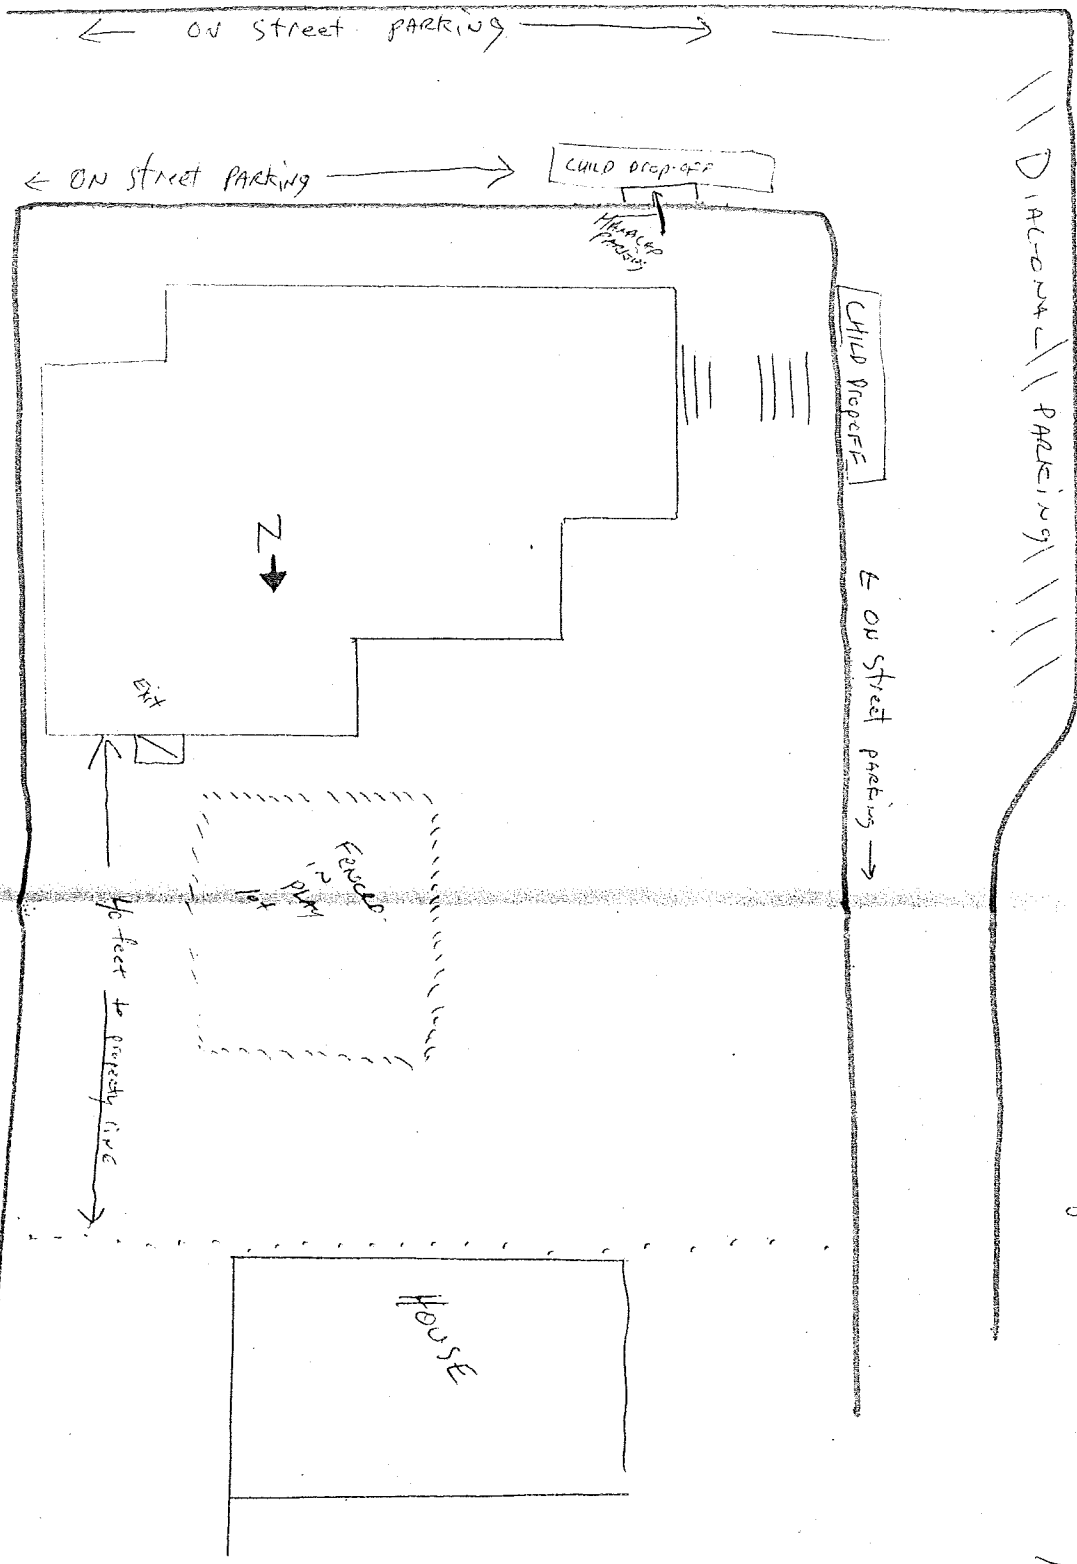 ON Street PARKING
ON Street PARKING
CHILD Drop-OFF
PARKING
CHILD DropOFF
DIAGONAL PARKING
ON Street PARKING
N
Exit
FENCED
in
PLAY
lot
40 feet to property line
HOUSE